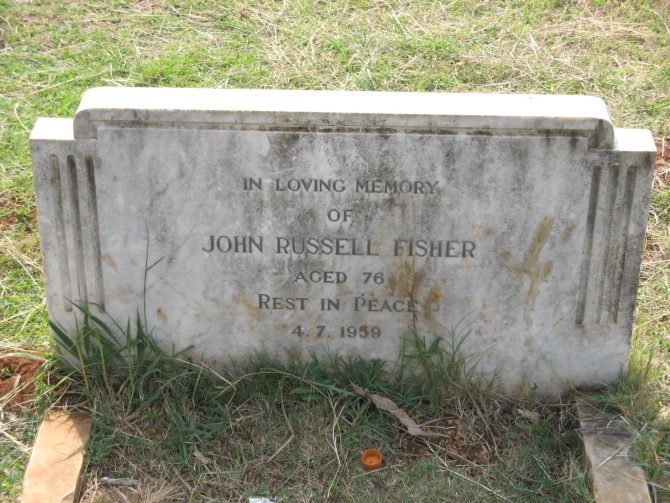 IN LOVING MEMORY
OF
JOHN RUSSELL FISHER
AGED 76
REST IN PEACE
4.7.1959